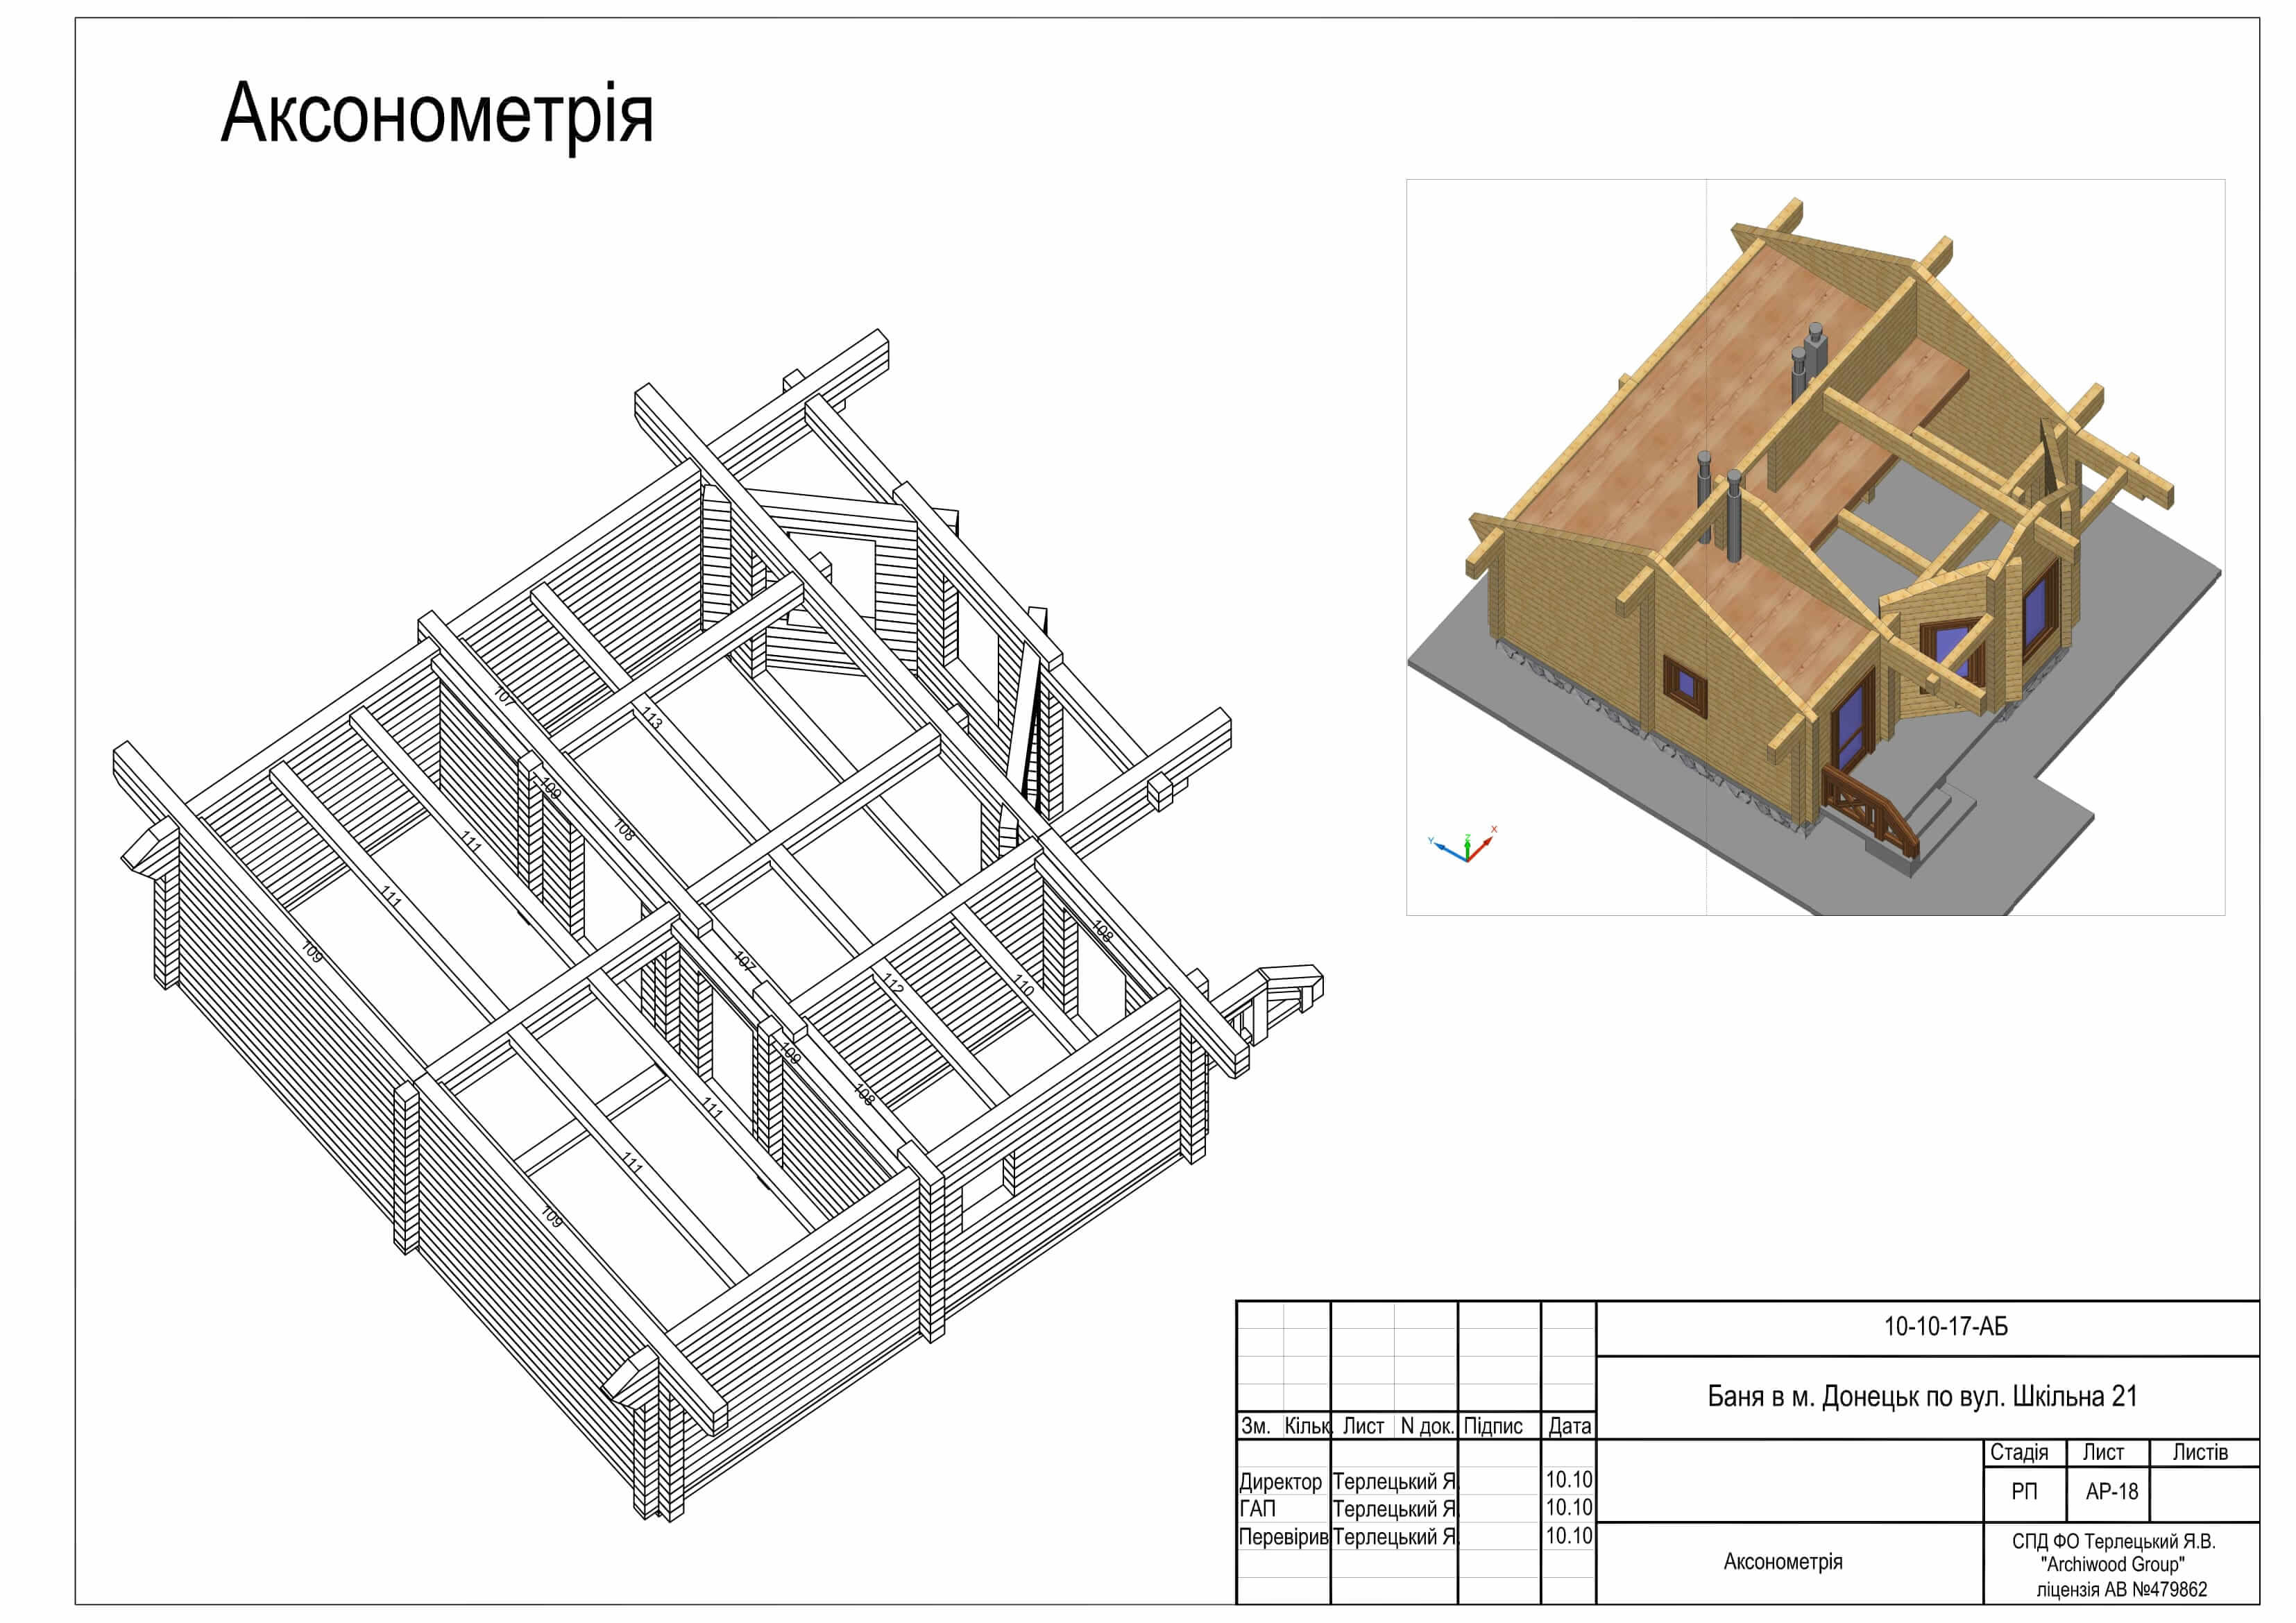 Аксонометрія
107
113
109
108
111
111
109
107
108
112
110
109
108
111
111
109
Y Z X
10-10-17-АБ
Баня в м. Донецьк по вул. Шкільна 21
Зм. Кільк. Лист N док. Підпис Дата
Стадія Лист Листів
Директор Терлецький Я. 10.10
РП АР-18
ГАП Терлецький Я. 10.10
Перевірив Терлецький Я. 10.10
Аксонометрія
СПД ФО Терлецький Я.В.
"Archiwood Group"
ліцензія АВ №479862